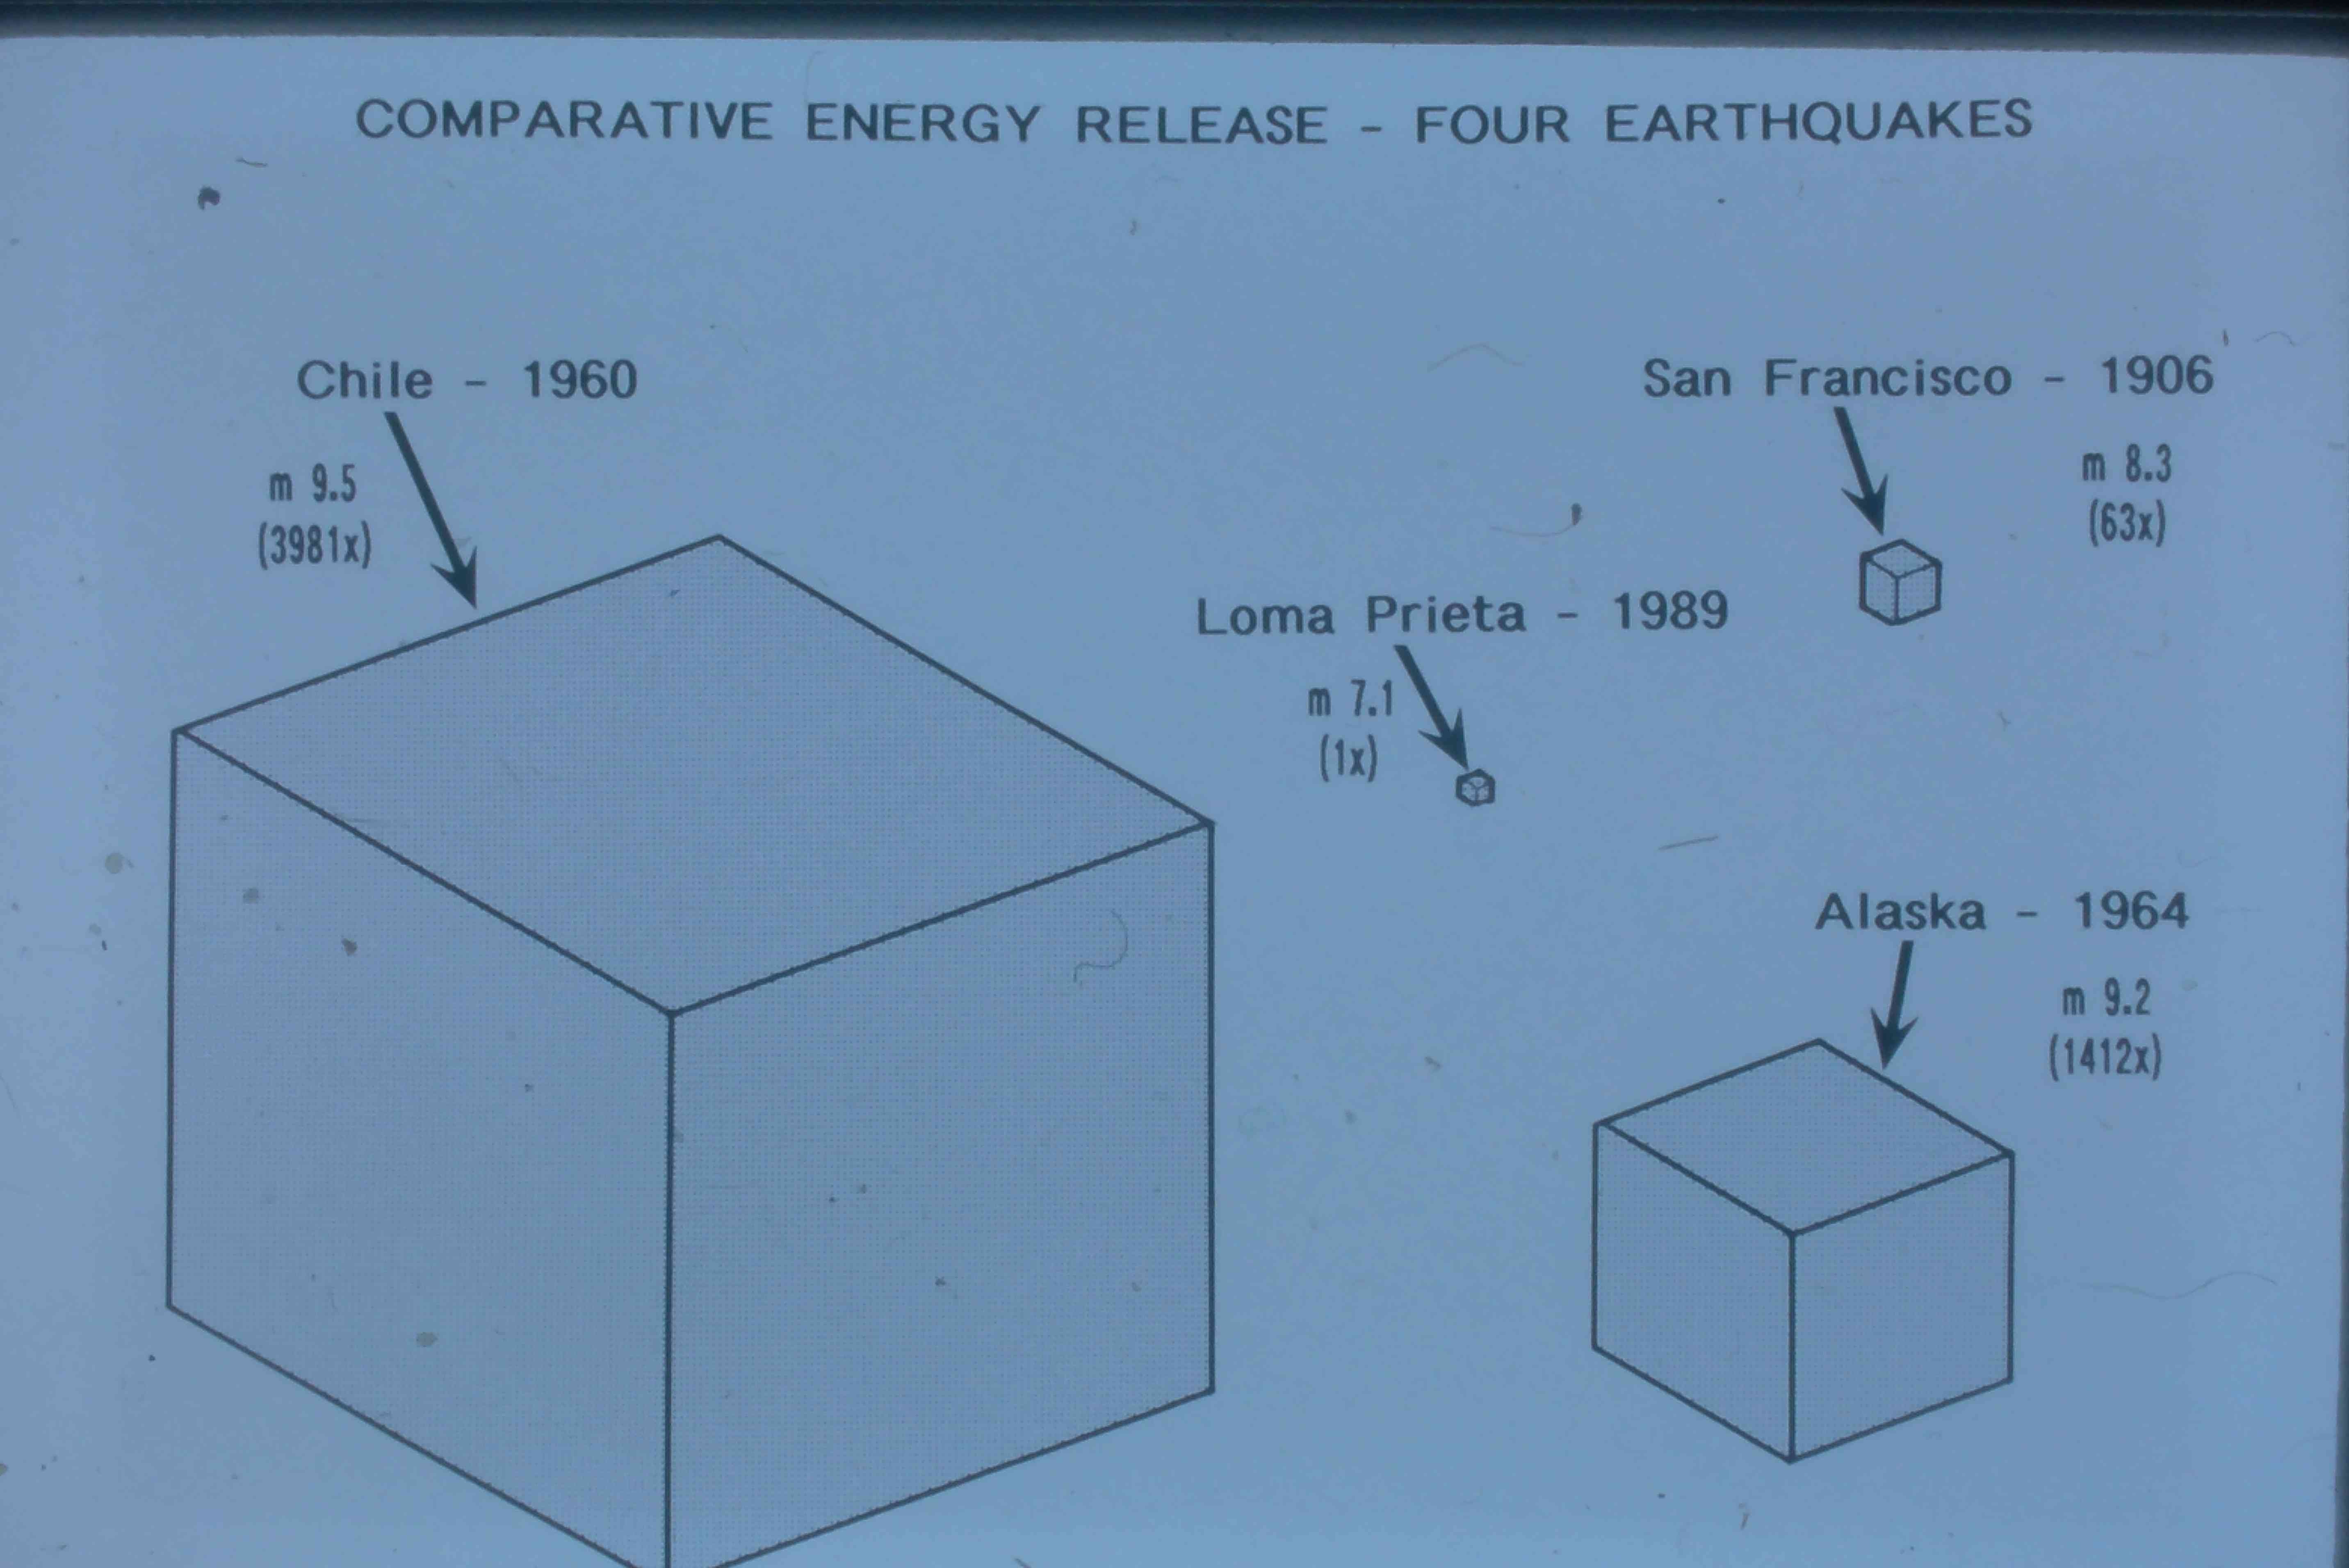 COMPARATIVE ENERGY RELEASE - FOUR EARTHQUAKES
Chile - 1960
m 9.5
(3981x)
San Francisco - 1906
m 8.3
(63x)
Loma Prieta - 1989
m 7.1
(1x)
Alaska - 1964
m 9.2
(1412x)